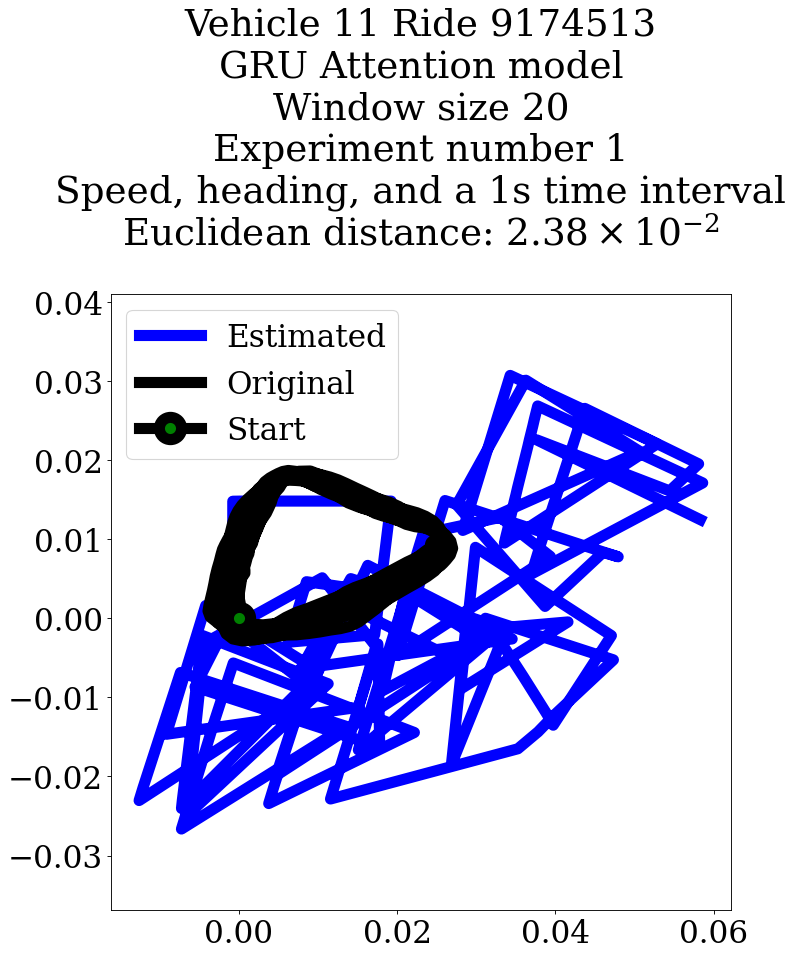 Vehicle 11 Ride 9174513
GRU Attention model
Window size 20
Experiment number 1
Speed, heading, and a 1s time interval
Euclidean distance: 2.38 × 10⁻²
Estimated
Original
Start
0.04
0.03
0.02
0.01
0.00
−0.01
−0.02
−0.03
0.00 0.02 0.04 0.06